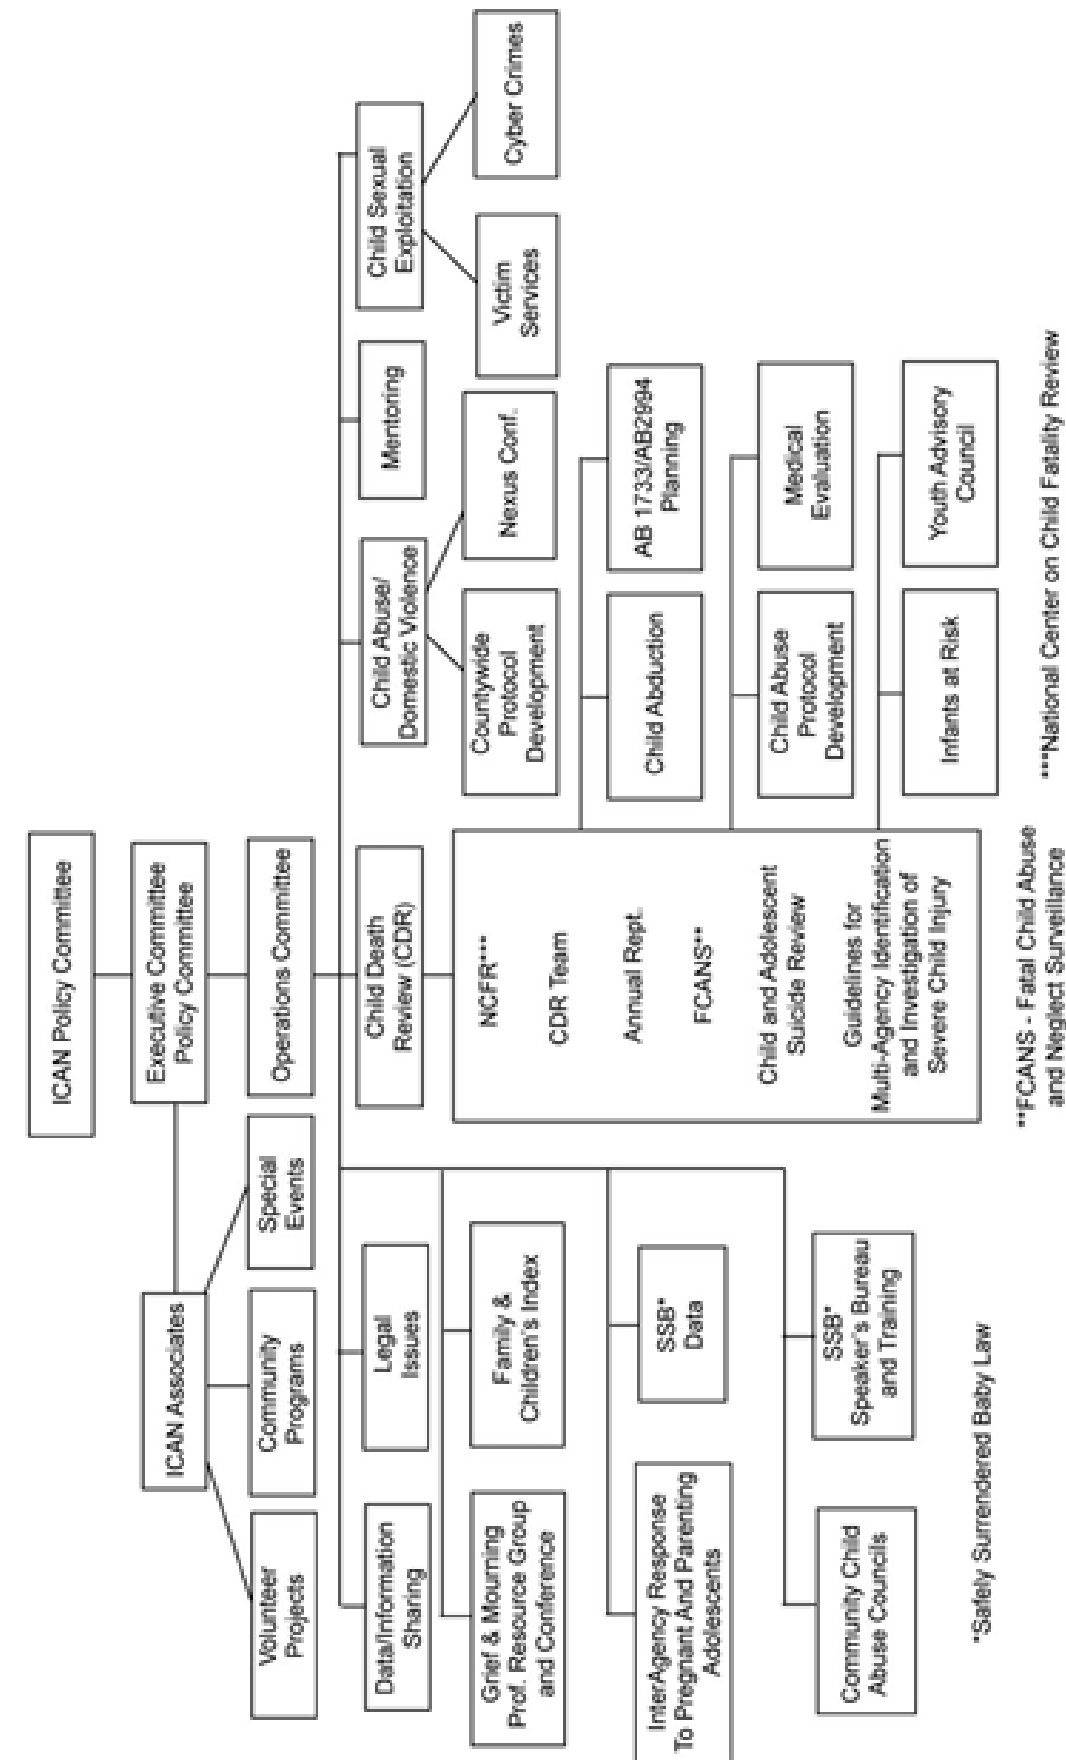 ICAN Policy Committee
Executive Committee
Policy Committee
ICAN Associates
Operations Committee
Volunteer
Projects
Community
Programs
Special
Events
Data/Information
Sharing
Legal
Issues
Child Death
Review (CDR)
Child Abuse/
Domestic Violence
Mentoring
Child Sexual
Exploitation
Grief & Mourning
Prof. Resource Group
and Conference
Family &
Children's Index
Countywide
Protocol
Development
Nexus Conf.
Victim
Services
Cyber Crimes
NCFR***
CDR Team
Annual Rept.
FCANS**
Child and Adolescent
Suicide Review
Guidelines for
Multi-Agency Identification
and Investigation of
Severe Child Injury
InterAgency Response
To Pregnant And Parenting
Adolescents
SSB*
Data
Child Abduction
AB 1733/AB2994
Planning
Community Child
Abuse Councils
SSB*
Speaker's Bureau
and Training
Child Abuse
Protocol
Development
Medical
Evaluation
Infants at Risk
Youth Advisory
Council
*Safely Surrendered Baby Law
**FCANS - Fatal Child Abuse
and Neglect Surveillance
***National Center on Child Fatality Review